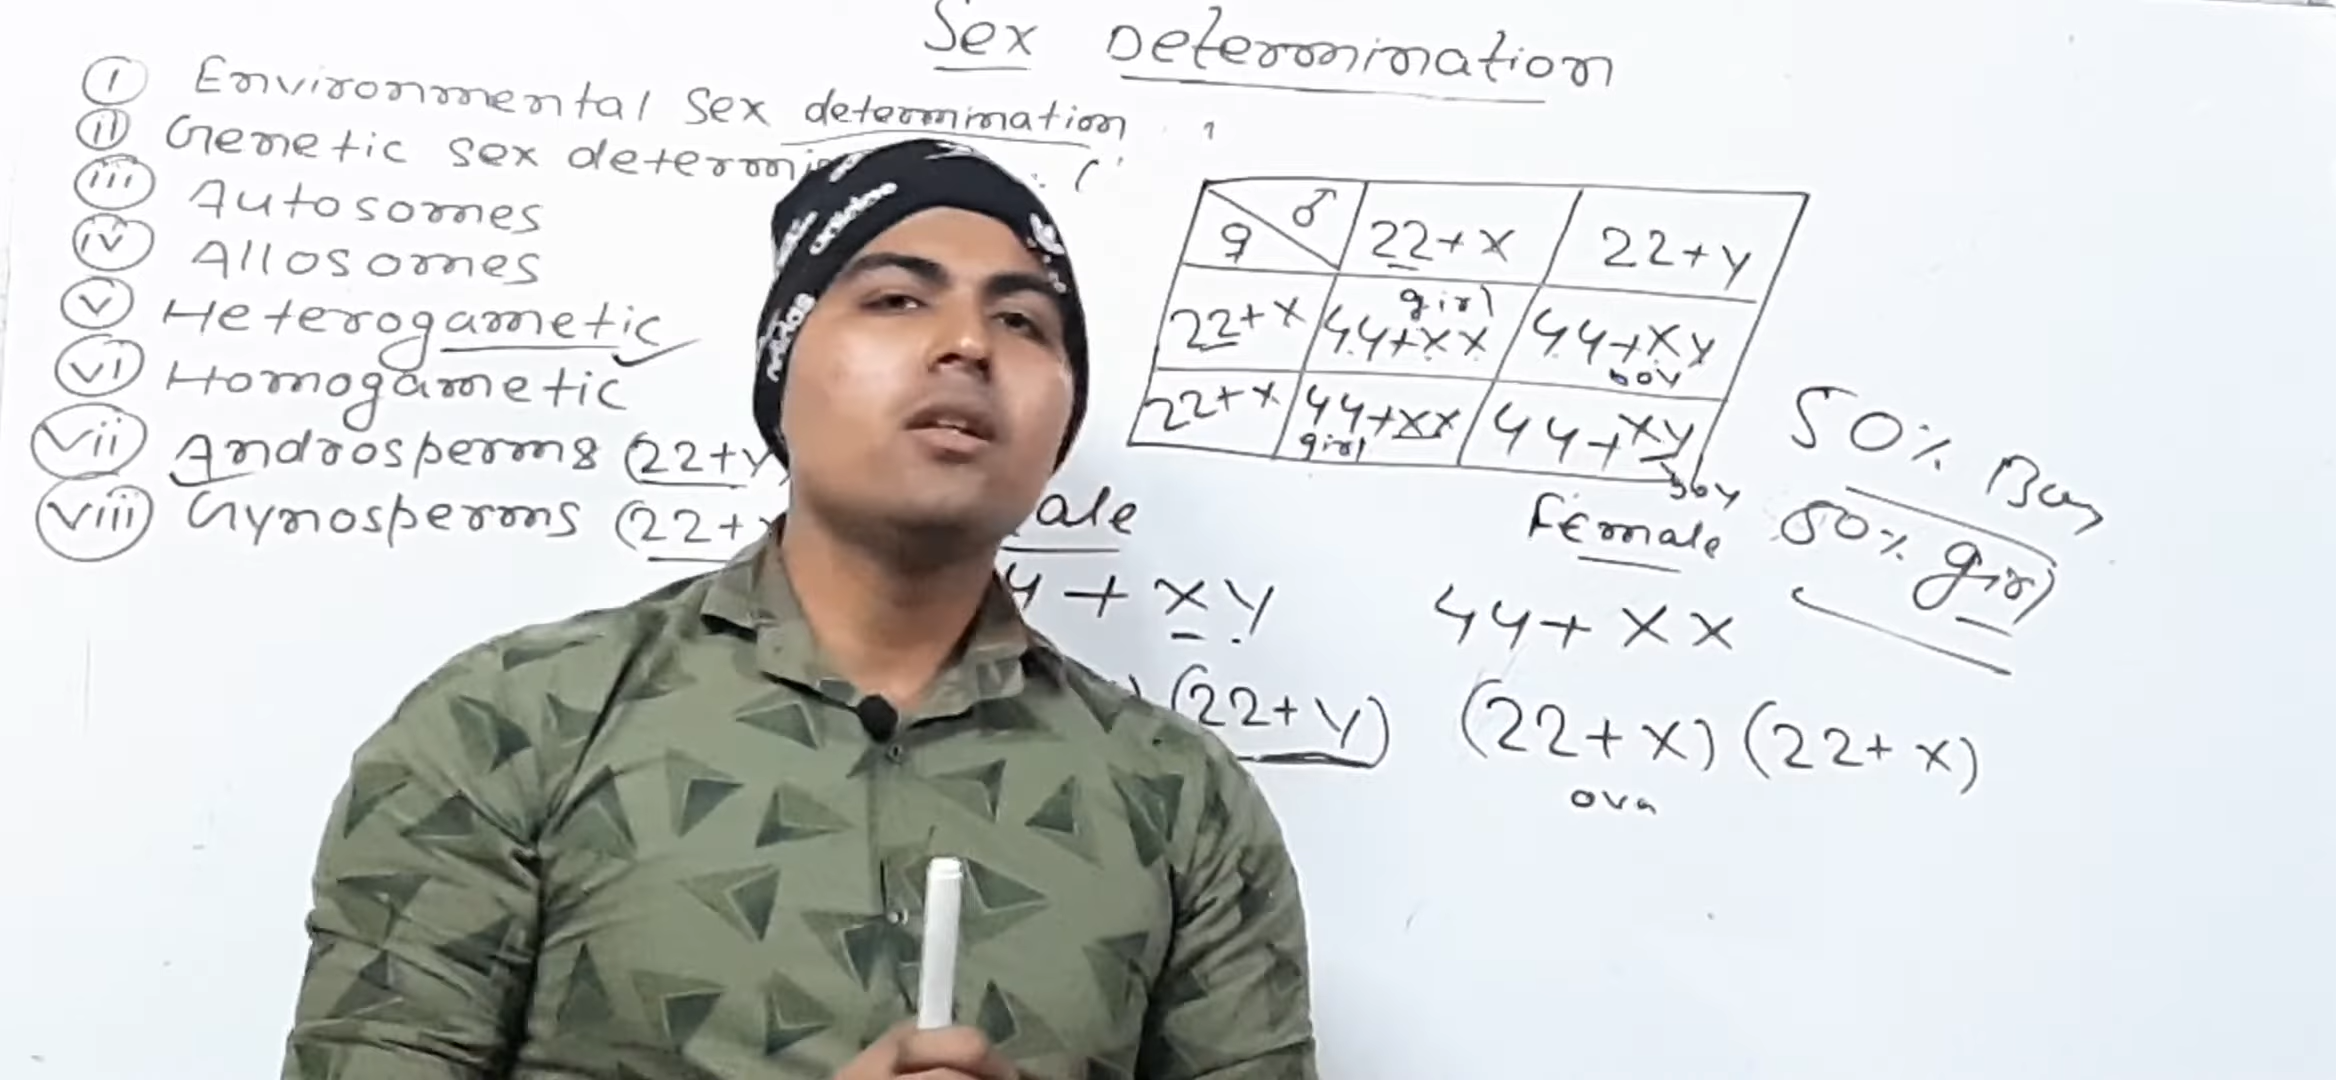 Sex Determination
(i) Environmental sex determination
(ii) Genetic sex determi
(iii) Autosomes
(iv) Allosomes
(v) Heterogametic
(vi) Homogametic
(vii) Androsperms (22+y
(viii) Gynosperms (22+
♂ 22+X 22+y
♀
girl
22+X 44+XX 44+Xy
boy
22+X 44+XX 44+Xy
girl boy
50% Boy
50% girl
ale Female
4+Xy 44+XX
(22+y) (22+X) (22+X)
ova